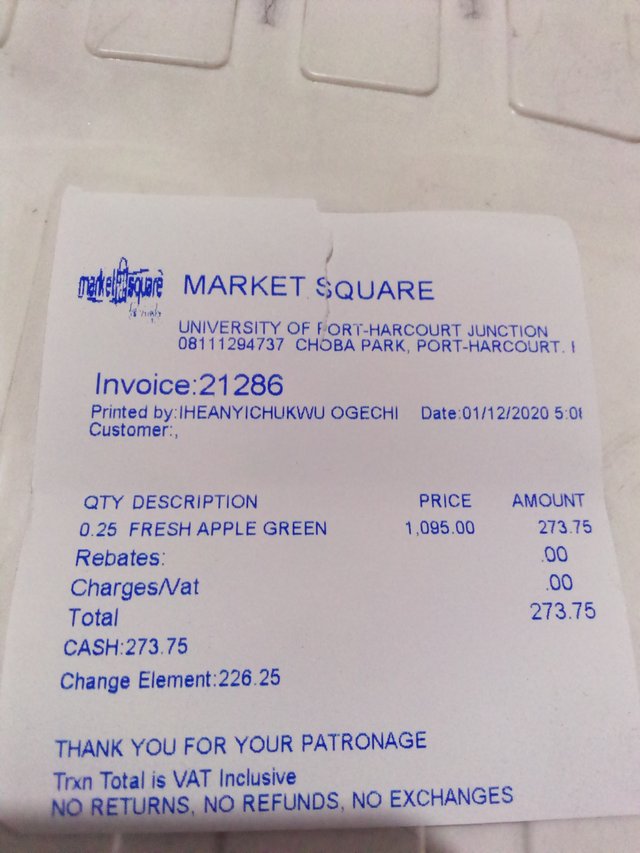 market square
MARKET SQUARE
UNIVERSITY OF PORT-HARCOURT JUNCTION
08111294737 CHOBA PARK, PORT-HARCOURT.
Invoice:21286
Printed by:IHEANYICHUKWU OGECHI Date:01/12/2020
Customer:,
QTY DESCRIPTION PRICE AMOUNT
0.25 FRESH APPLE GREEN 1,095.00 273.75
Rebates: .00
Charges/Vat .00
Total 273.75
CASH:273.75
Change Element:226.25
THANK YOU FOR YOUR PATRONAGE
Trxn Total is VAT Inclusive
NO RETURNS, NO REFUNDS, NO EXCHANGES